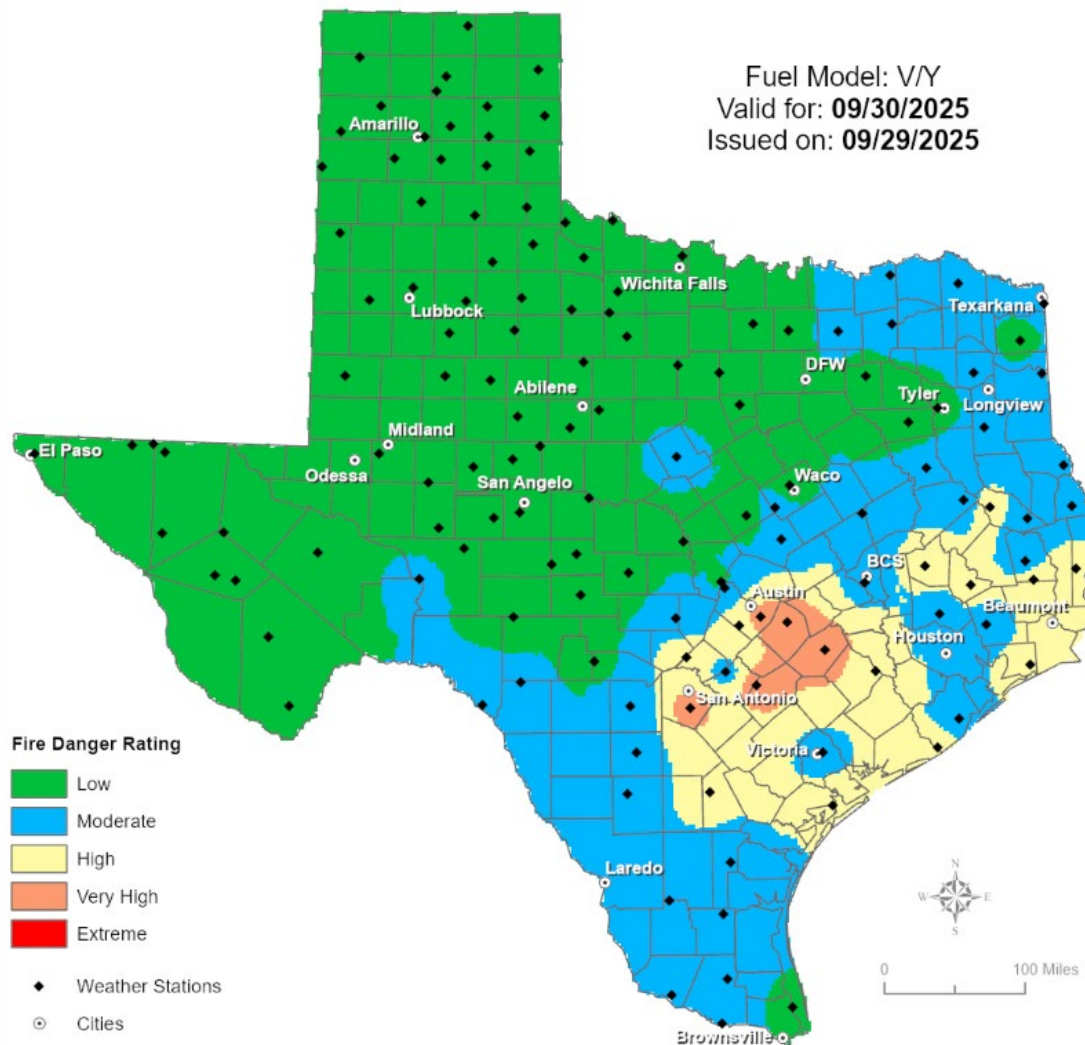 Fuel Model: V/Y
Valid for: 09/30/2025
Issued on: 09/29/2025
Amarillo
Wichita Falls
Lubbock
Texarkana
DFW
Abilene
Tyler
Longview
Midland
El Paso
Odessa
San Angelo
Waco
BCS
Austin
Beaumont
Houston
San Antonio
Victoria
Laredo
Brownsville
Fire Danger Rating
Low
Moderate
High
Very High
Extreme
Weather Stations
Cities
N
W E
S
0 100 Miles